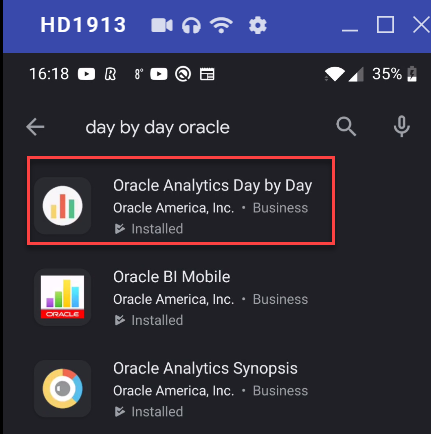 HD1913
16:18 8° 35%
day by day oracle
Oracle Analytics Day by Day
Oracle America, Inc. • Business
Installed
Oracle BI Mobile
ORACLE
Oracle America, Inc. • Business
Installed
Oracle Analytics Synopsis
Oracle America, Inc. • Business
Installed